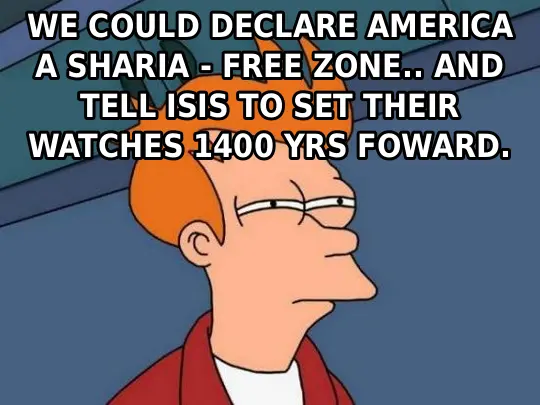 WE COULD DECLARE AMERICA
A SHARIA - FREE ZONE.. AND
TELL ISIS TO SET THEIR
WATCHES 1400 YRS FOWARD.